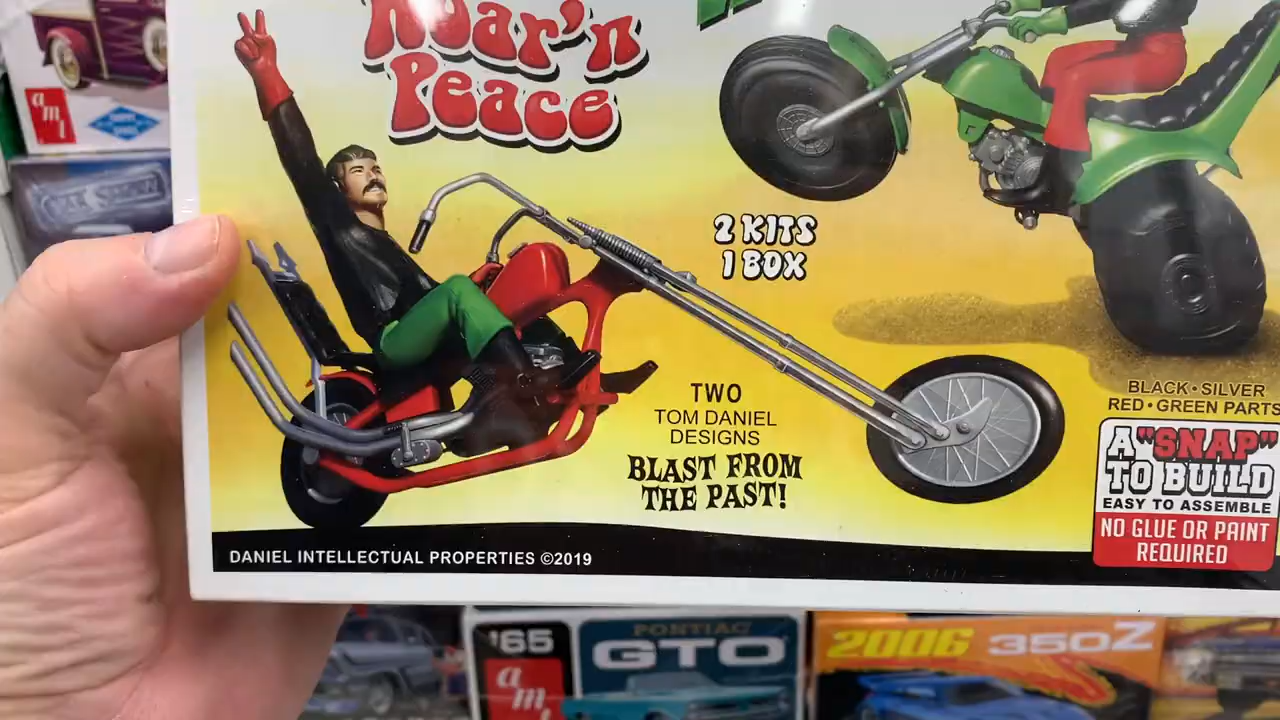 Roar'n
Peace
ami
2 KITS
1 BOX
TWO
TOM DANIEL
DESIGNS
BLAST FROM
THE PAST!
BLACK • SILVER
RED • GREEN PARTS
A "SNAP"
TO BUILD
EASY TO ASSEMBLE
NO GLUE OR PAINT
REQUIRED
DANIEL INTELLECTUAL PROPERTIES ©2019
'65
PONTIAC
GTO
amt
2006 350Z